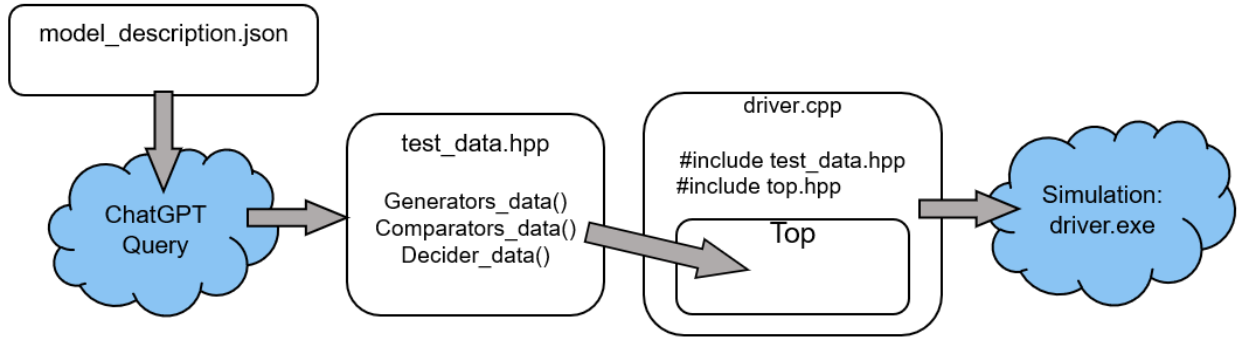 model_description.json
ChatGPT
Query
test_data.hpp
Generators_data()
Comparators_data()
Decider_data()
driver.cpp
#include test_data.hpp
#include top.hpp
Top
Simulation:
driver.exe